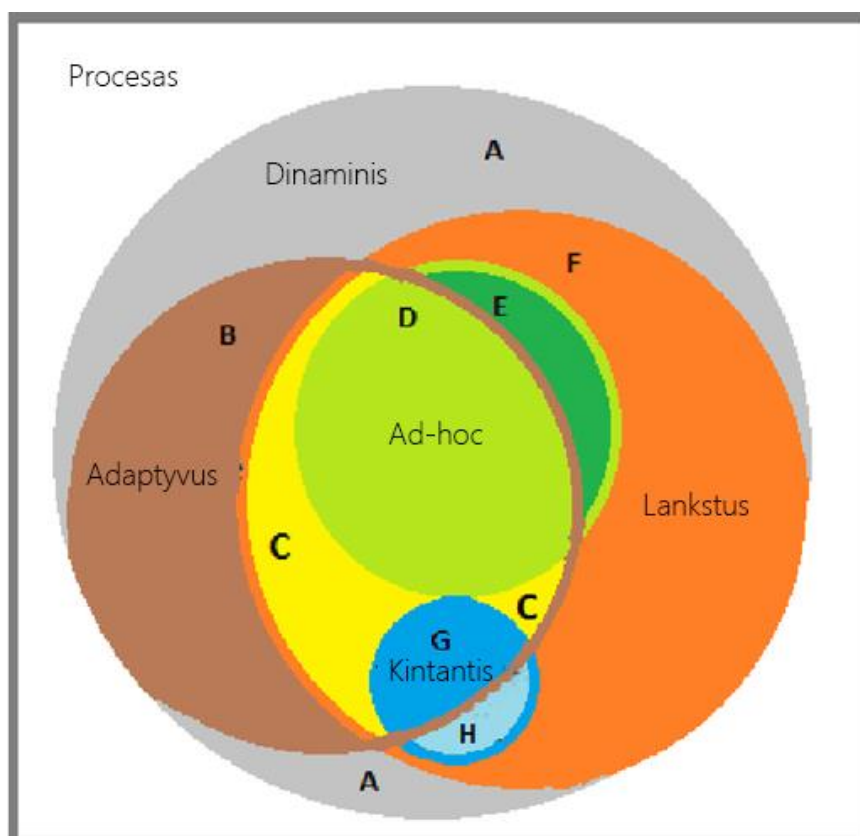 Procesas
A
Dinaminis
F
E
D
B
Ad-hoc
Adaptyvus
Lankstus
C
C
G
Kintantis
H
A